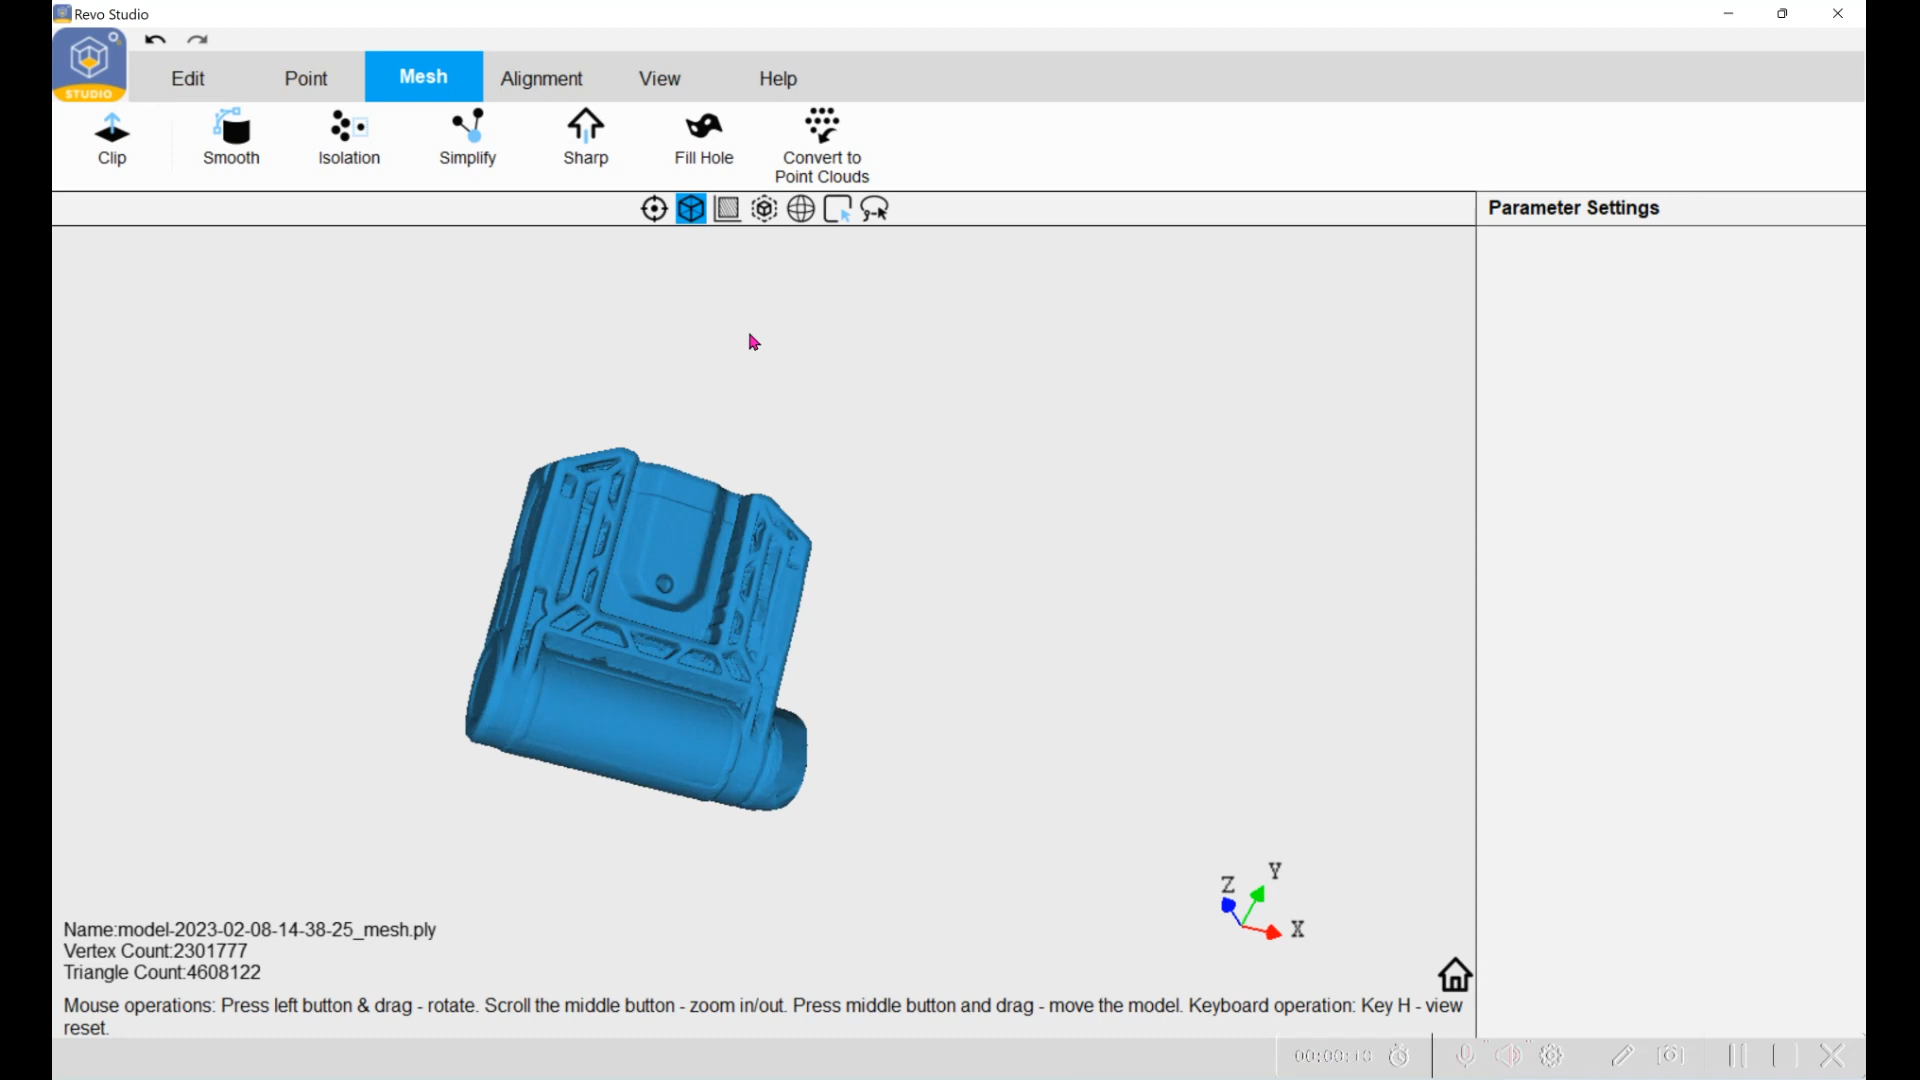 Revo Studio
STUDIO
Edit Point Mesh Alignment View Help
Clip Smooth Isolation Simplify Sharp Fill Hole Convert to
Point Clouds
Parameter Settings
Y
Z
X
Name:model-2023-02-08-14-38-25_mesh.ply
Vertex Count:2301777
Triangle Count:4608122
Mouse operations: Press left button & drag - rotate. Scroll the middle button - zoom in/out. Press middle button and drag - move the model. Keyboard operation: Key H - view
reset.